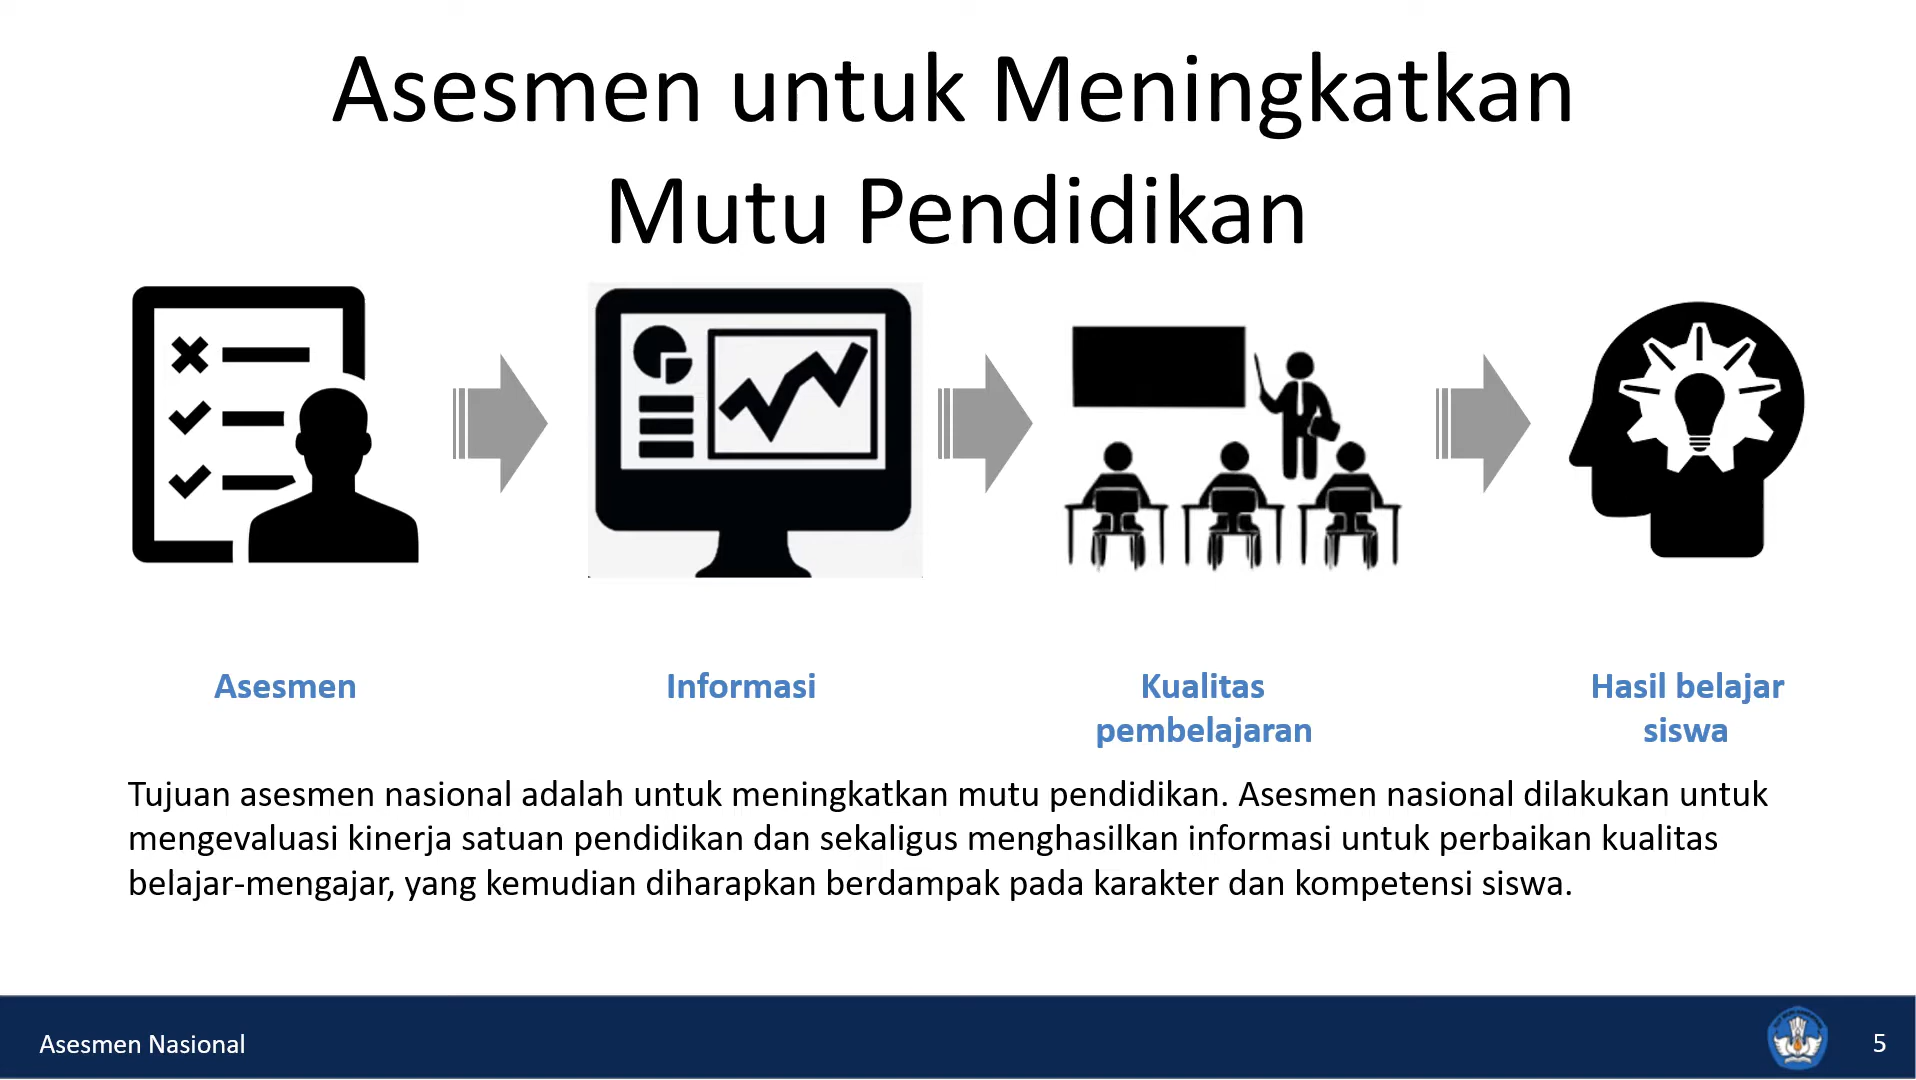 Asesmen untuk Meningkatkan
Mutu Pendidikan
Asesmen
Informasi
Kualitas
pembelajaran
Hasil belajar
siswa
Tujuan asesmen nasional adalah untuk meningkatkan mutu pendidikan. Asesmen nasional dilakukan untuk
mengevaluasi kinerja satuan pendidikan dan sekaligus menghasilkan informasi untuk perbaikan kualitas
belajar-mengajar, yang kemudian diharapkan berdampak pada karakter dan kompetensi siswa.
Asesmen Nasional
5